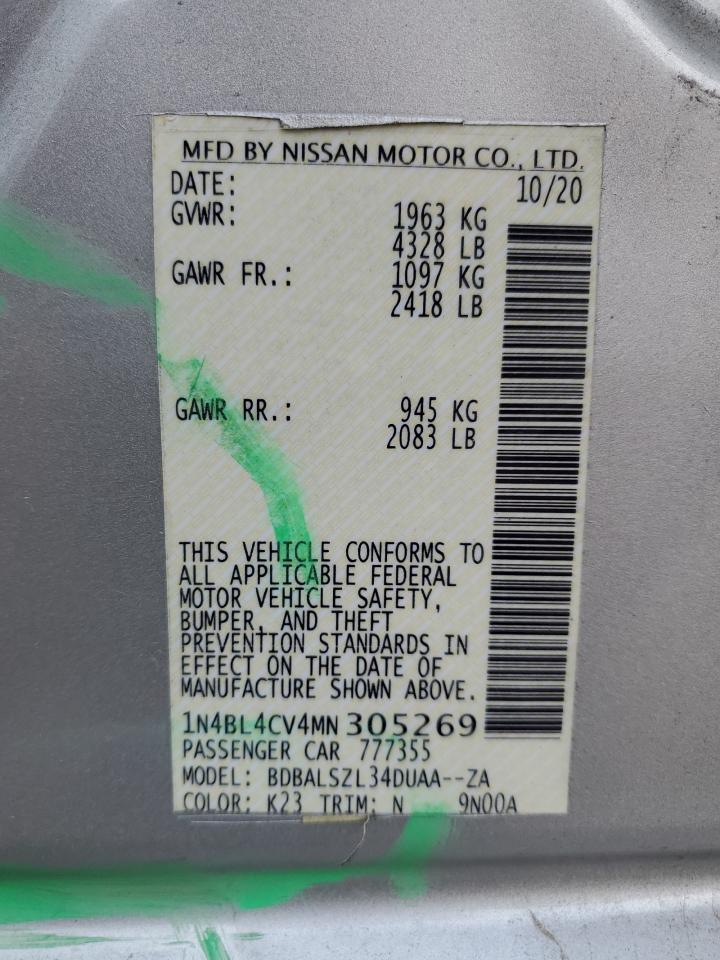 MFD BY NISSAN MOTOR CO., LTD.
DATE: 10/20
GVWR: 1963 KG
4328 LB
GAWR FR.: 1097 KG
2418 LB
GAWR RR.: 945 KG
2083 LB
THIS VEHICLE CONFORMS TO
ALL APPLICABLE FEDERAL
MOTOR VEHICLE SAFETY,
BUMPER, AND THEFT
PREVENTION STANDARDS IN
EFFECT ON THE DATE OF
MANUFACTURE SHOWN ABOVE.
1N4BL4CV4MN 305269
PASSENGER CAR 777355
MODEL: BDBALSZL34DUAA--ZA
COLOR: K23 TRIM: N 9N00A